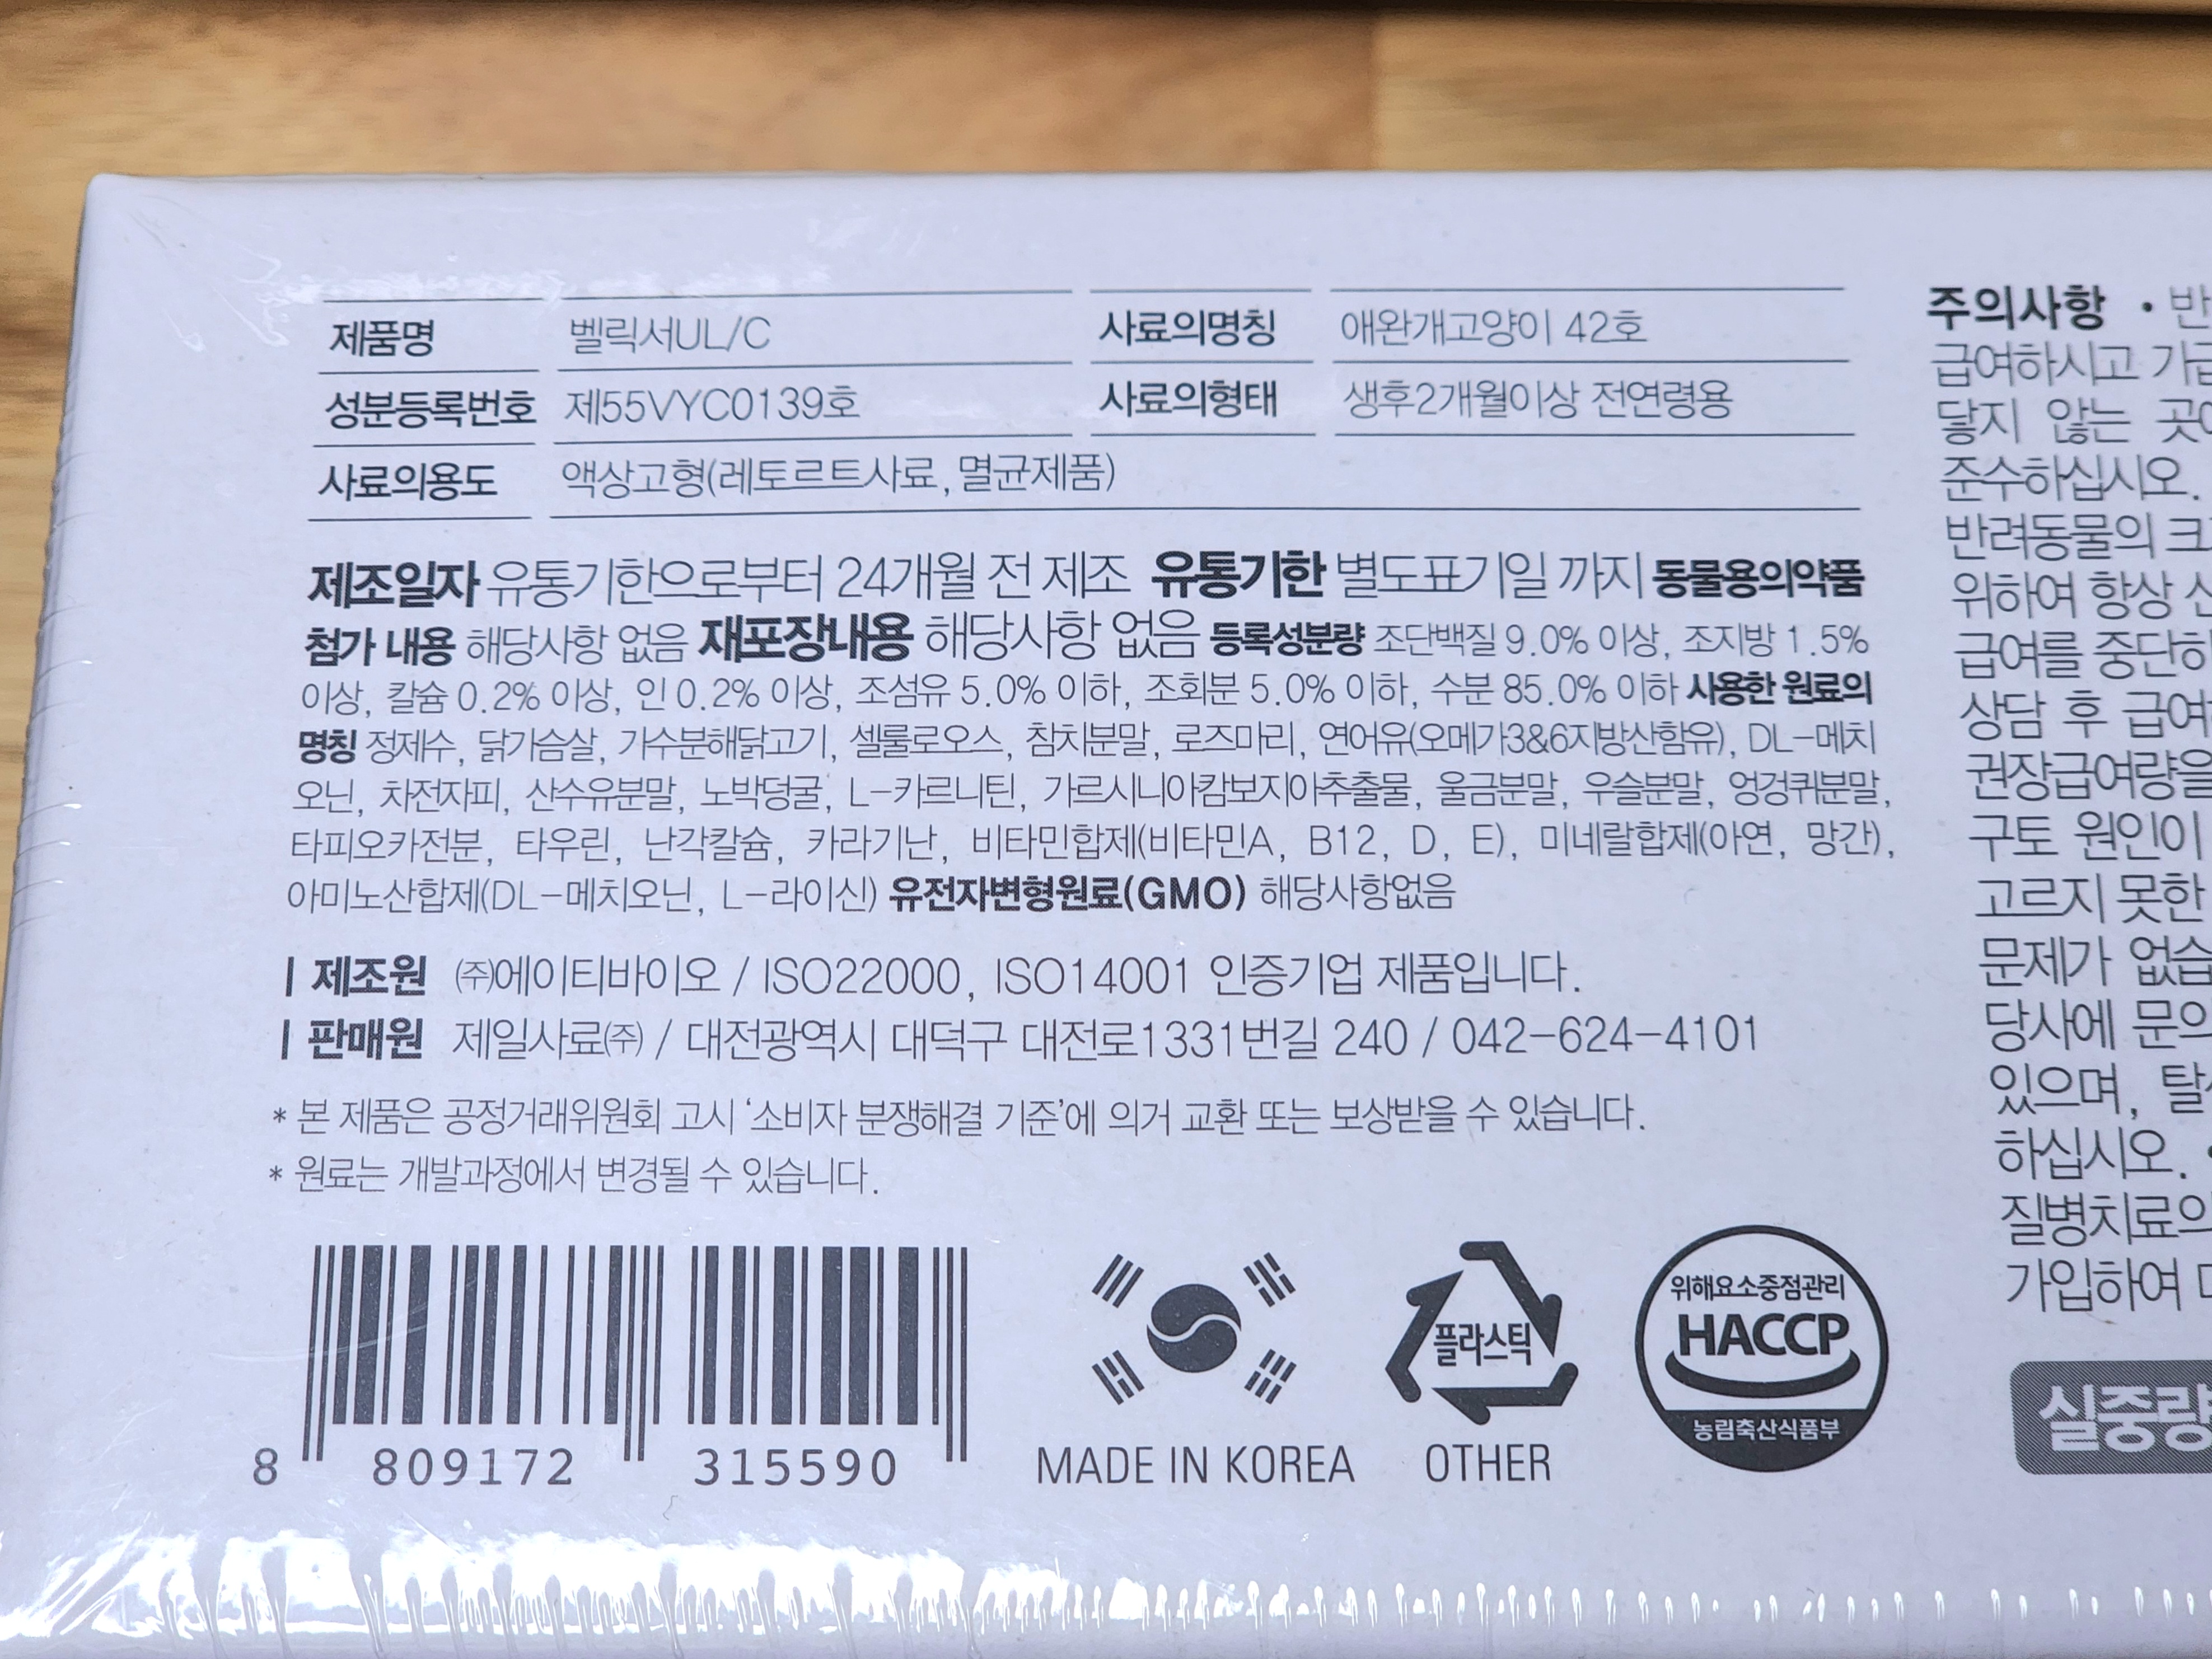 제품명 벨릭서UL/C 사료의명칭 애완개고양이 42호
성분등록번호 제55VYC0139호 사료의형태 생후2개월이상 전연령용
사료의용도 액상고형(레토르트사료, 멸균제품)
제조일자 유통기한으로부터 24개월 전 제조 유통기한 별도표기일 까지 동물용의약품
첨가 내용 해당사항 없음 재포장내용 해당사항 없음 등록성분량 조단백질 9.0% 이상, 조지방 1.5%
이상, 칼슘 0.2% 이상, 인 0.2% 이상, 조섬유 5.0% 이하, 조회분 5.0% 이하, 수분 85.0% 이하 사용한 원료의
명칭 정제수, 닭가슴살, 가수분해닭고기, 셀룰로오스, 참치분말, 로즈마리, 연어유(오메가3&6지방산함유), DL-메치
오닌, 차전자피, 산수유분말, 노박덩굴, L-카르니틴, 가르시니아캄보지아추출물, 울금분말, 우슬분말, 엉겅퀴분말,
타피오카전분, 타우린, 난각칼슘, 카라기난, 비타민합제(비타민A, B12, D, E), 미네랄합제(아연, 망간),
아미노산합제(DL-메치오닌, L-라이신) 유전자변형원료(GMO) 해당사항없음
| 제조원 ㈜에이티바이오 / ISO22000, ISO14001 인증기업 제품입니다.
| 판매원 제일사료㈜ / 대전광역시 대덕구 대전로1331번길 240 / 042-624-4101
* 본 제품은 공정거래위원회 고시 ‘소비자 분쟁해결 기준’에 의거 교환 또는 보상받을 수 있습니다.
* 원료는 개발과정에서 변경될 수 있습니다.
8 809172 315590
MADE IN KOREA
플라스틱
OTHER
위해요소중점관리
HACCP
농림축산식품부
주의사항 •
급여하시고
닿지 않는
준수하십시오.
반려동물의
위하여 항상
급여를
상담 후
권장급여량을
구토 원인이
고르지 못한
문제가
당사에
있으며,
하십시오. •
질병치료의
가입하여
실중량